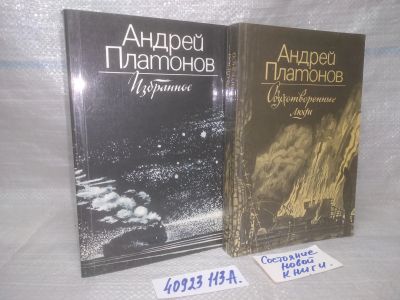 Андрей
Платонов
Избранное
Андрей
Платонов
Одухотворенные
люди
40923 113А.
Состояние
новой
книги.